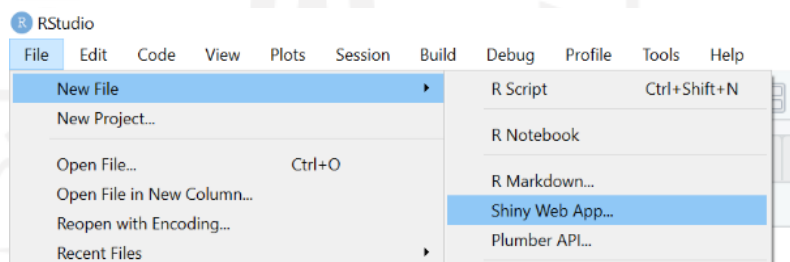 R RStudio
File Edit Code View Plots Session Build Debug Profile Tools Help
New File
New Project...
Open File... Ctrl+O
Open File in New Column...
Reopen with Encoding...
Recent Files
R Script Ctrl+Shift+N
R Notebook
R Markdown...
Shiny Web App...
Plumber API...